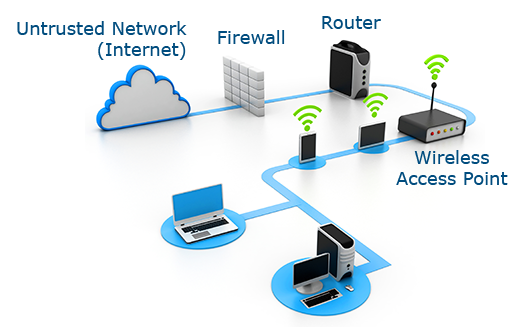 Untrusted Network
(Internet)
Firewall
Router
Wireless
Access Point